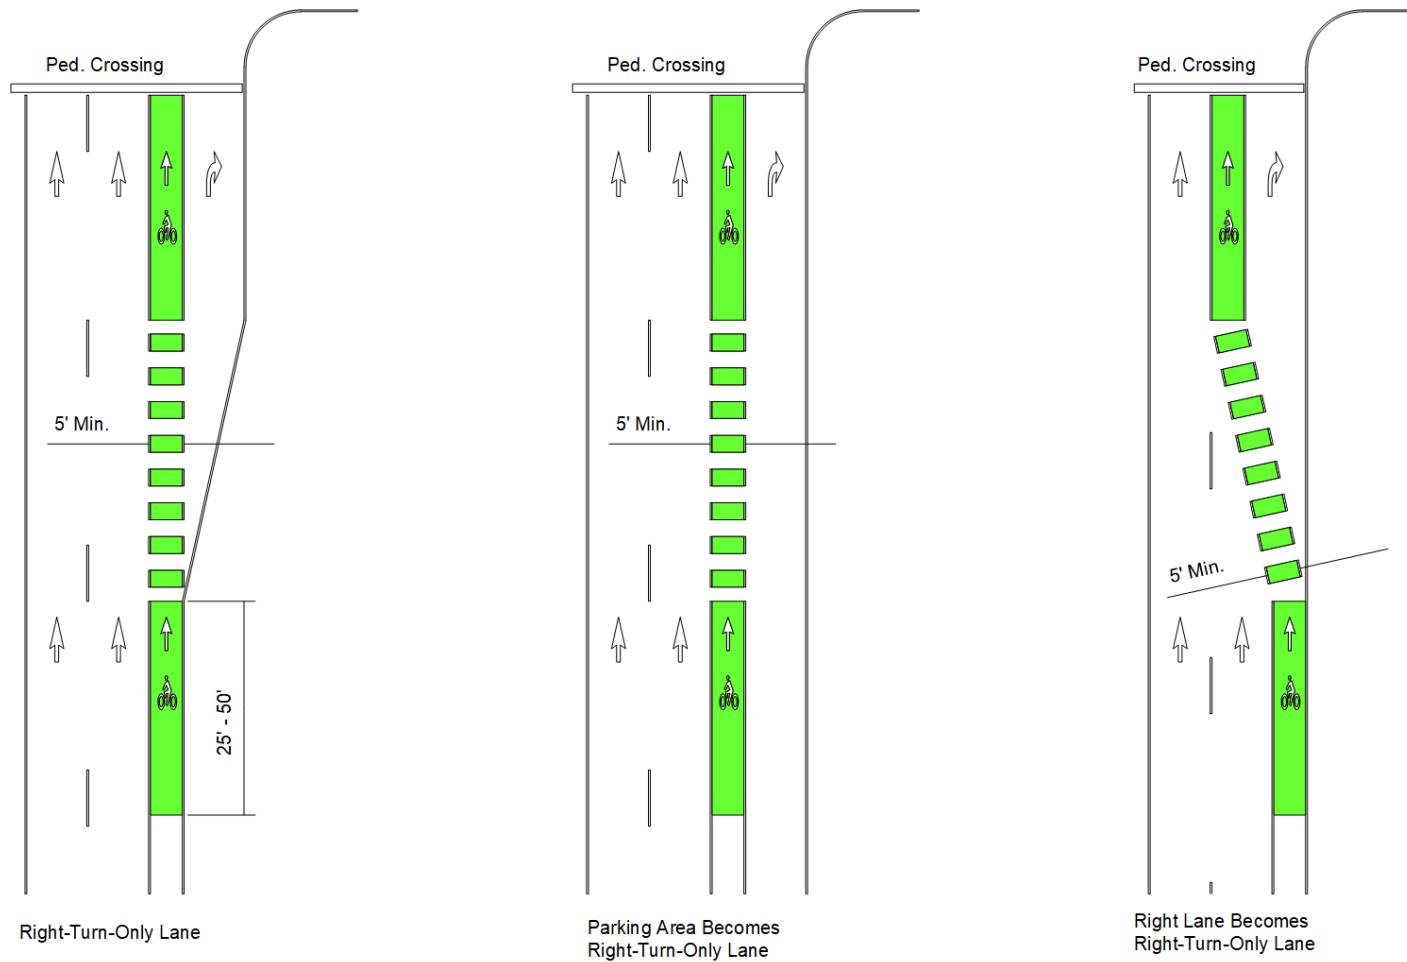 Ped. Crossing
5' Min.
25' - 50'
Right-Turn-Only Lane
Ped. Crossing
5' Min.
Parking Area Becomes
Right-Turn-Only Lane
Ped. Crossing
5' Min.
Right Lane Becomes
Right-Turn-Only Lane